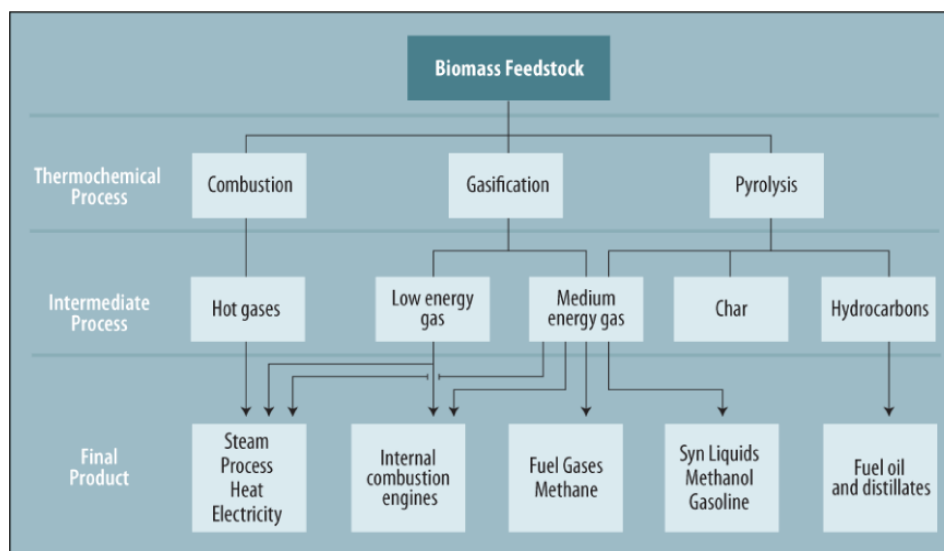 Biomass Feedstock
Thermochemical
Process
Combustion
Gasification
Pyrolysis
Intermediate
Process
Hot gases
Low energy
gas
Medium
energy gas
Char
Hydrocarbons
Final
Product
Steam
Process
Heat
Electricity
Internal
combustion
engines
Fuel Gases
Methane
Syn Liquids
Methanol
Gasoline
Fuel oil
and distillates